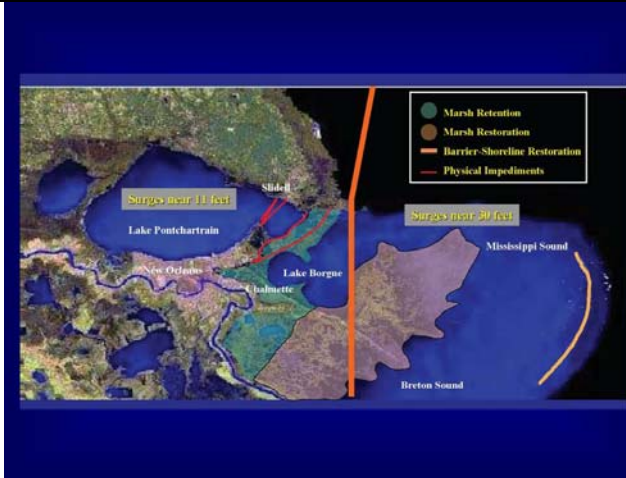 Marsh Retention
Marsh Restoration
Barrier-Shoreline Restoration
Physical Impediments
Slidell
Surges near 11 feet
Surges near 30 feet
Lake Pontchartrain
Mississippi Sound
New Orleans
Lake Borgne
Chalmette
Breton Sound